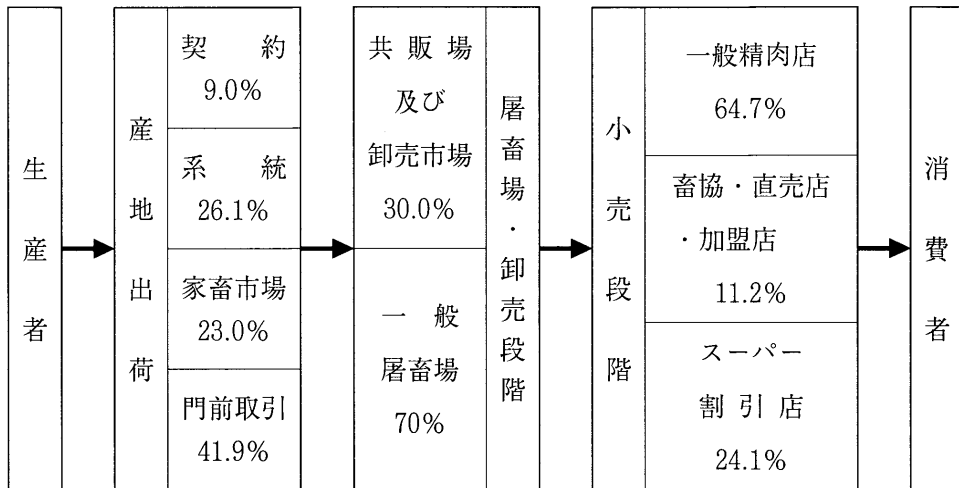 生産者
産地出荷
契約
9.0%
系統
26.1%
家畜市場
23.0%
門前取引
41.9%
共販場
及び
卸売市場
30.0%
一般
屠畜場
70%
屠畜場・卸売段階
小売段階
一般精肉店
64.7%
畜協・直売店
・加盟店
11.2%
スーパー
割引店
24.1%
消費者